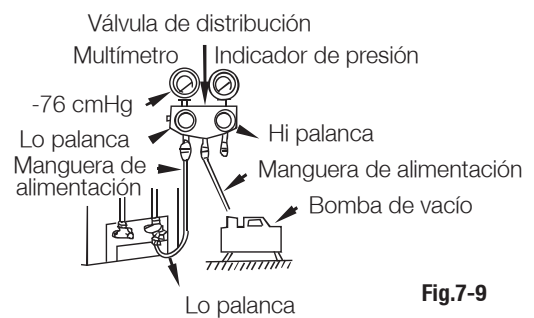 Válvula de distribución
Multímetro
Indicador de presión
-76 cmHg
Lo palanca
Hi palanca
Manguera de
alimentación
Manguera de alimentación
Bomba de vacío
Lo palanca
Fig.7-9